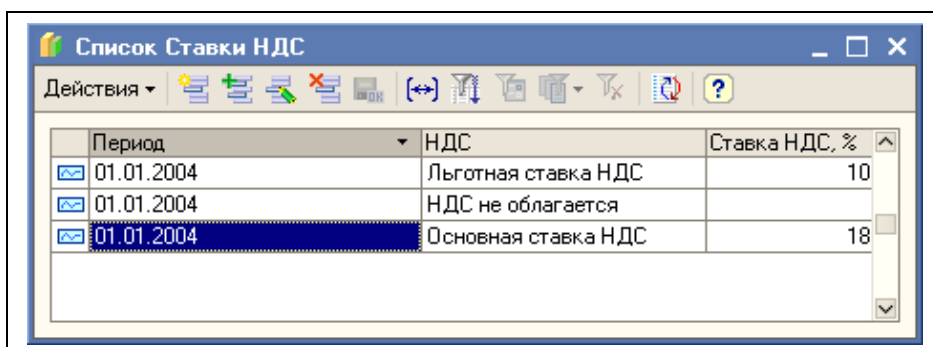 Список Ставки НДС
Действия
Период НДС Ставка НДС, %
01.01.2004 Льготная ставка НДС 10
01.01.2004 НДС не облагается
01.01.2004 Основная ставка НДС 18